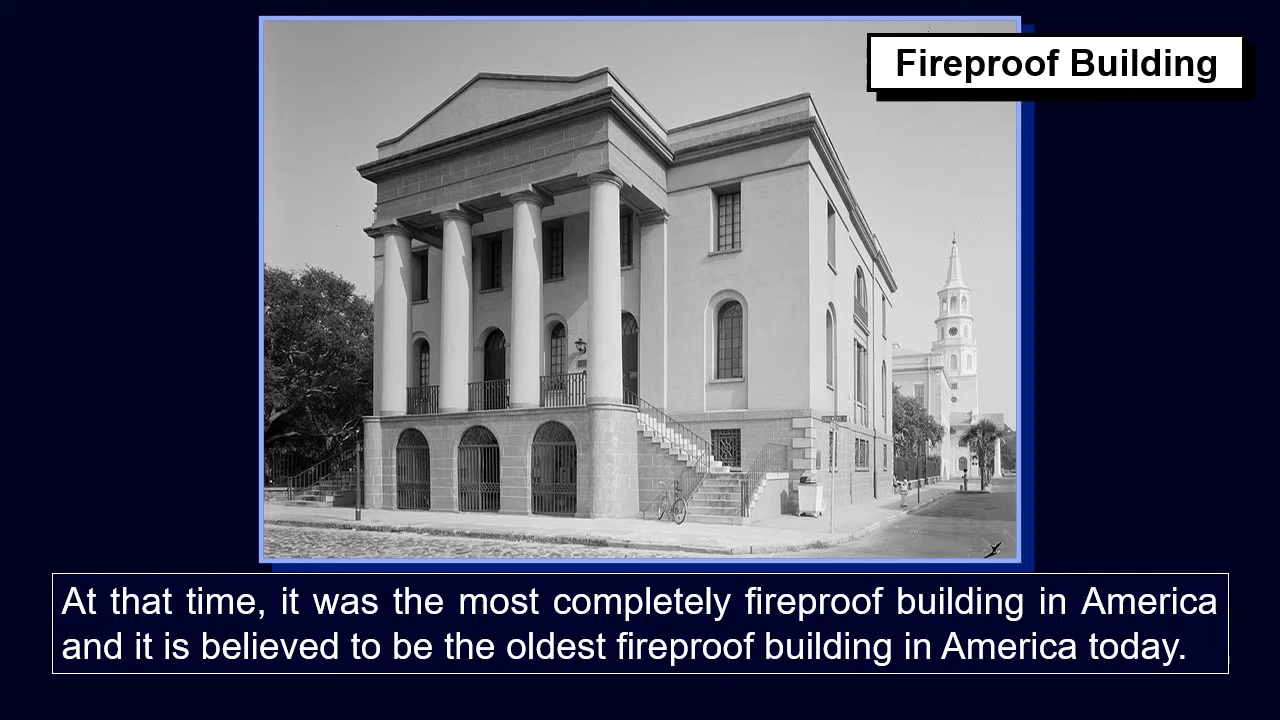 Fireproof Building
At that time, it was the most completely fireproof building in America
and it is believed to be the oldest fireproof building in America today.